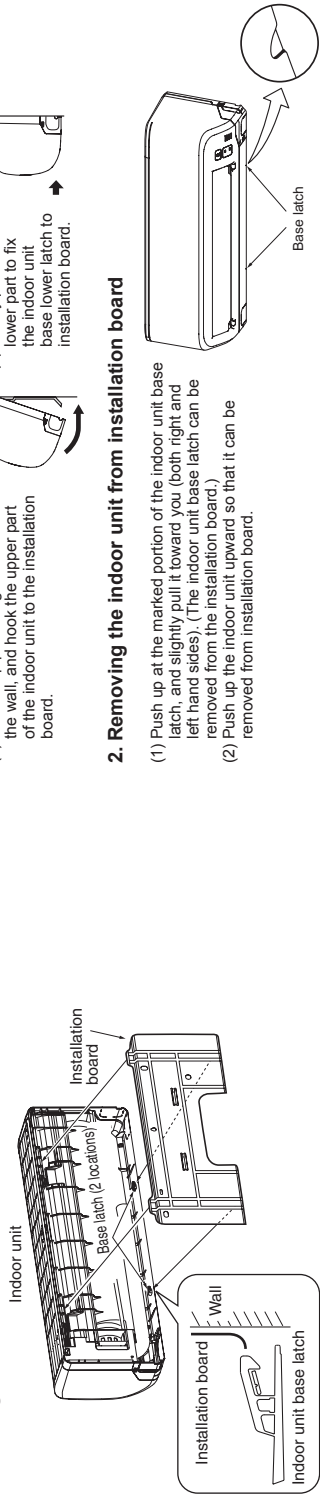 Indoor unit
Base latch (2 locations)
Installation
board
Installation board
Wall
Indoor unit base latch
the wall, and hook the upper part
of the indoor unit to the installation
board.
lower part to fix
the indoor unit
base lower latch to
installation board.
2. Removing the indoor unit from installation board
(1) Push up at the marked portion of the indoor unit base
latch, and slightly pull it toward you (both right and
left hand sides). (The indoor unit base latch can be
removed from the installation board.)
(2) Push up the indoor unit upward so that it can be
removed from installation board.
Base latch